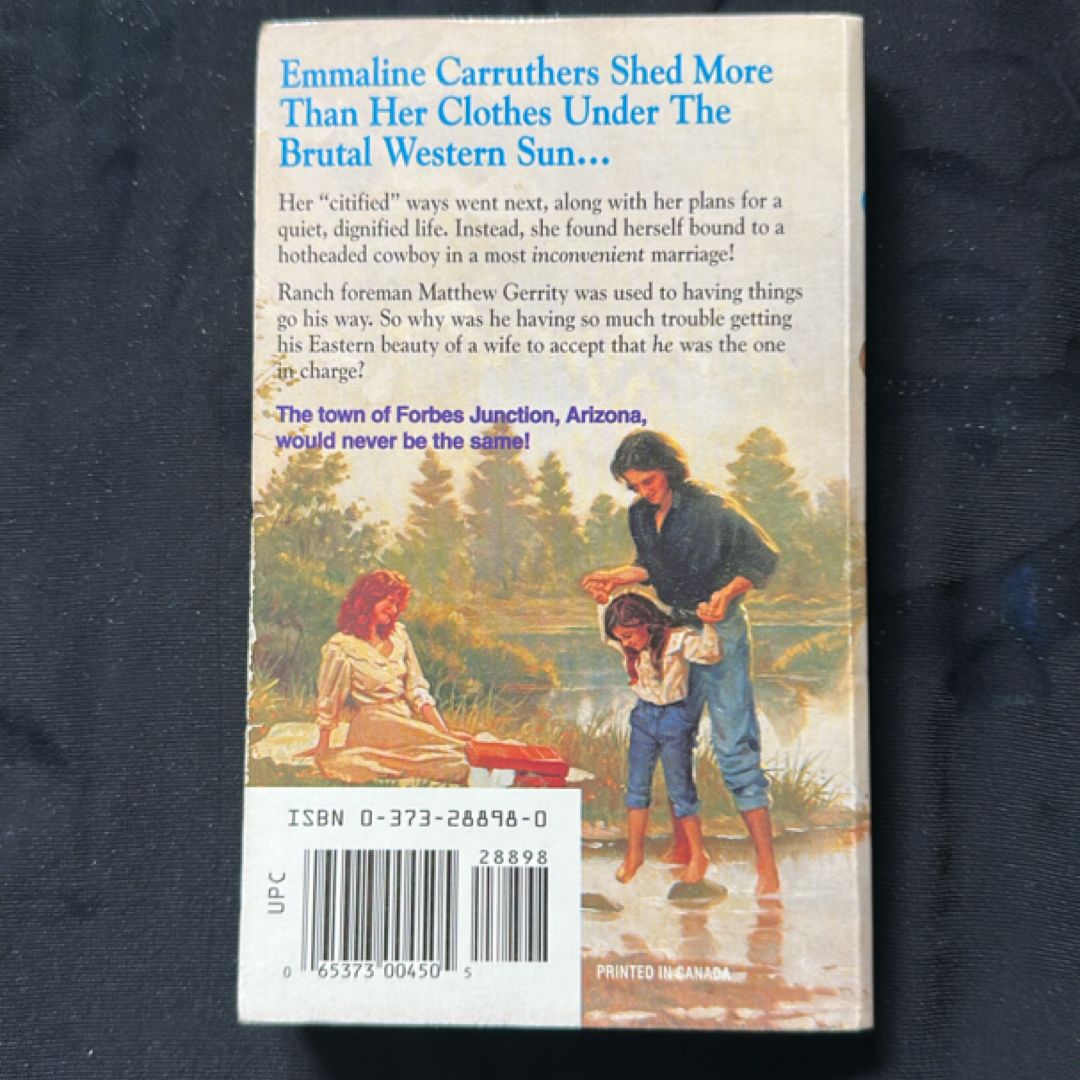 Emmaline Carruthers Shed More
Than Her Clothes Under The
Brutal Western Sun...
Her “citified” ways went next, along with her plans for a
quiet, dignified life. Instead, she found herself bound to a
hotheaded cowboy in a most inconvenient marriage!
Ranch foreman Matthew Gerrity was used to having things
go his way. So why was he having so much trouble getting
his Eastern beauty of a wife to accept that he was the one
in charge?
The town of Forbes Junction, Arizona,
would never be the same!
ISBN 0-373-28898-0
28898
UPC
0 65373 00450 5
PRINTED IN CANADA